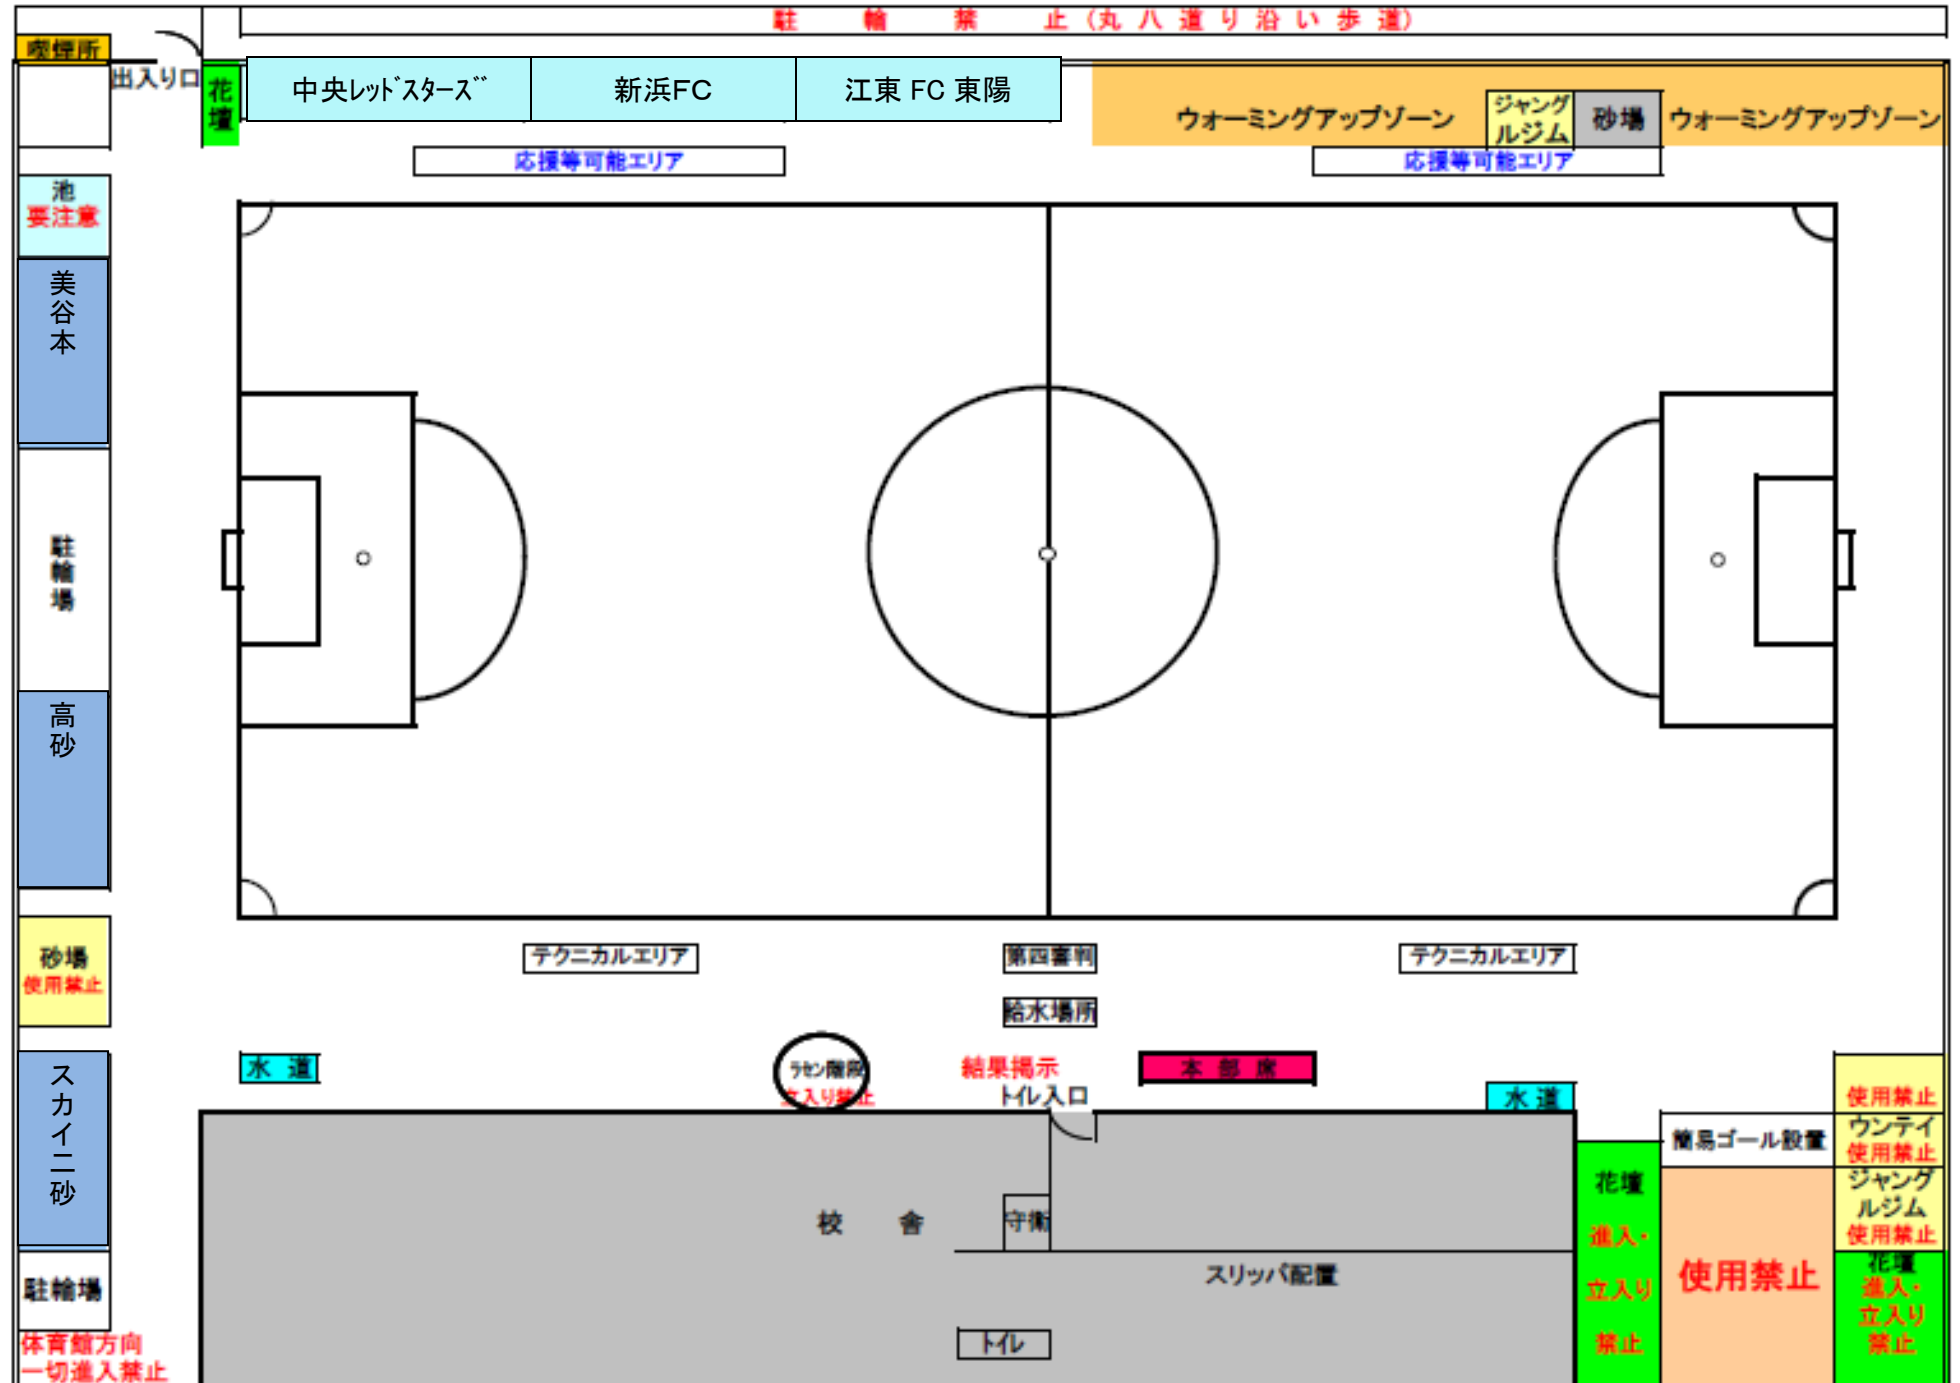 駐輪禁止(丸八道り沿い歩道)
喫煙所
出入り口
花壇
中央レッドスターズ
新浜FC
江東 FC 東陽
ウォーミングアップゾーン
ジャング
ルジム
砂場
ウォーミングアップゾーン
応援等可能エリア
応援等可能エリア
池
要注意
美谷本
駐輪場
高砂
砂場
使用禁止
テクニカルエリア
第四審判
テクニカルエリア
給水場所
スカイ二砂
水道
ラセン階段
立入り禁止
結果掲示
トイレ入口
本部席
水道
使用禁止
簡易ゴール設置
ウンテイ
使用禁止
ジャング
ルジム
使用禁止
花壇
進入・
立入り
禁止
使用禁止
花壇
進入・
立入り
禁止
校舎
守衛
スリッパ配置
トイレ
駐輪場
体育館方向
一切進入禁止